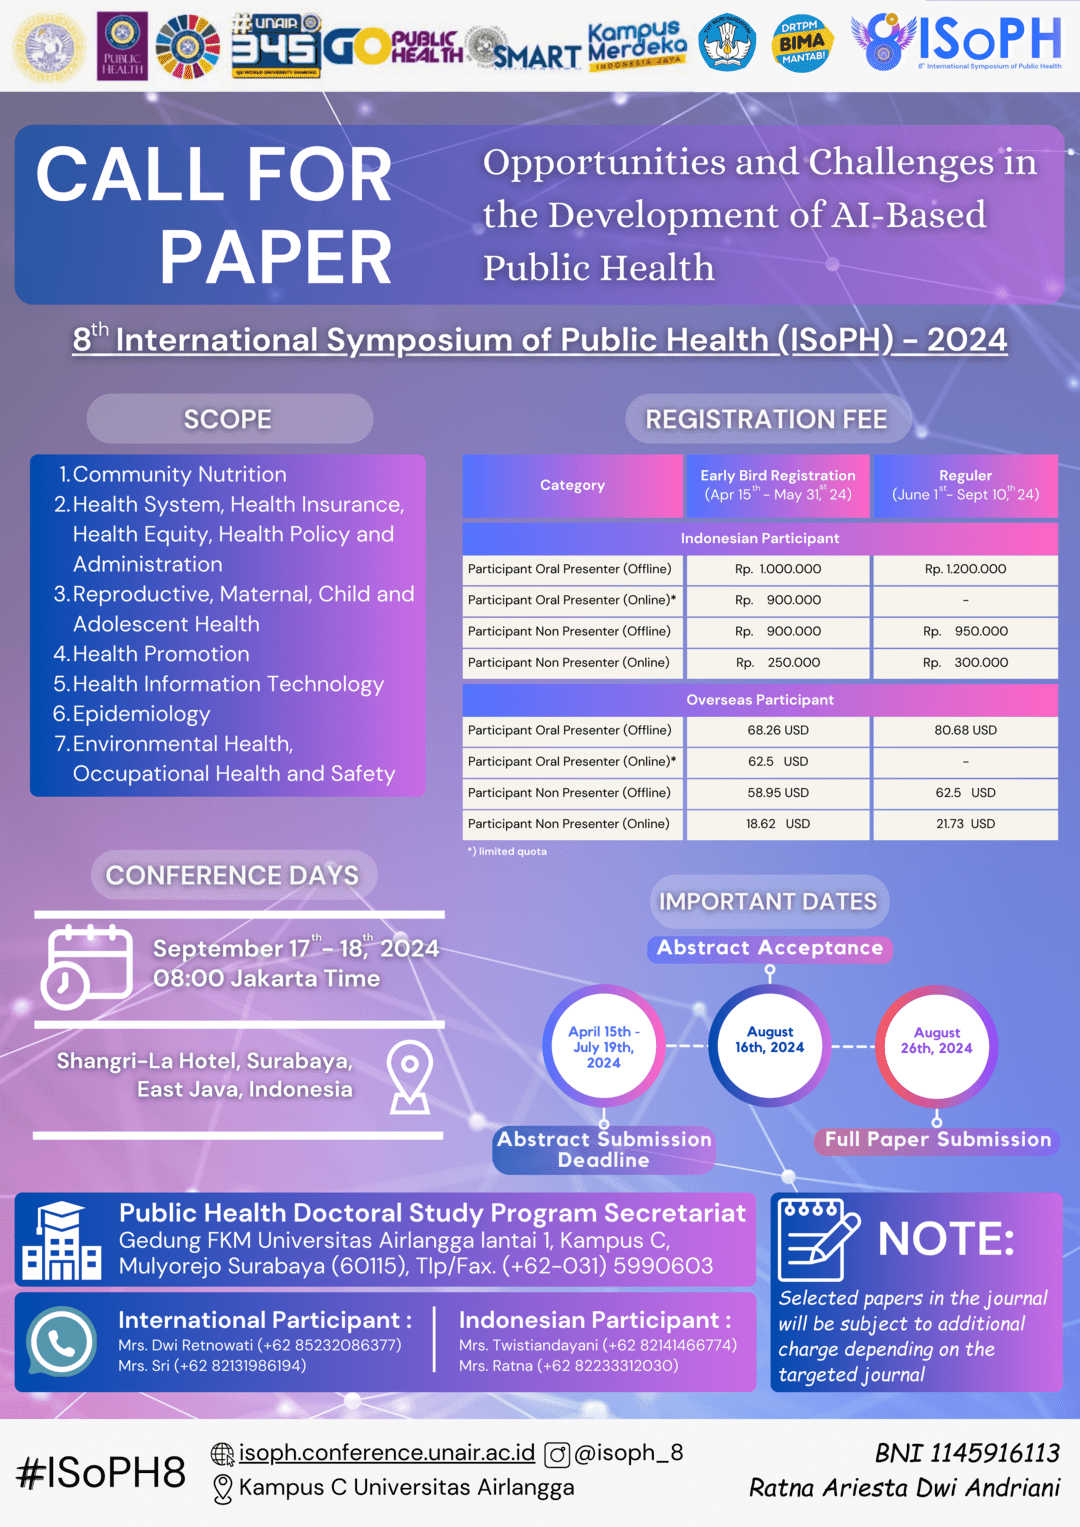 PUBLIC
HEALTH
#UNAIR
345
GO PUBLIC
HEALTH
SMART
Kampus
Merdeka
INDONESIA JAYA
TUT WURI HANDAYANI
DRTPM
BIMA
MANTAB!
ISoPH
8th International Symposium of Public Health
CALL FOR
PAPER
Opportunities and Challenges in
the Development of AI-Based
Public Health
8th International Symposium of Public Health (ISoPH) - 2024
SCOPE
1. Community Nutrition
2. Health System, Health Insurance,
Health Equity, Health Policy and
Administration
3. Reproductive, Maternal, Child and
Adolescent Health
4. Health Promotion
5. Health Information Technology
6. Epidemiology
7. Environmental Health,
Occupational Health and Safety
REGISTRATION FEE
Category Early Bird Registration (Apr 15th - May 31,st 24) Reguler (June 1st- Sept 10,th 24)
Indonesian Participant
Participant Oral Presenter (Offline) Rp. 1.000.000 Rp. 1.200.000
Participant Oral Presenter (Online)* Rp. 900.000 -
Participant Non Presenter (Offline) Rp. 900.000 Rp. 950.000
Participant Non Presenter (Online) Rp. 250.000 Rp. 300.000
Overseas Participant
Participant Oral Presenter (Offline) 68.26 USD 80.68 USD
Participant Oral Presenter (Online)* 62.5 USD -
Participant Non Presenter (Offline) 58.95 USD 62.5 USD
Participant Non Presenter (Online) 18.62 USD 21.73 USD
*) limited quota
CONFERENCE DAYS
September 17th- 18,th 2024
08:00 Jakarta Time
Shangri-La Hotel, Surabaya,
East Java, Indonesia
IMPORTANT DATES
Abstract Acceptance
April 15th -
July 19th,
2024
August
16th, 2024
August
26th, 2024
Abstract Submission
Deadline
Full Paper Submission
Public Health Doctoral Study Program Secretariat
Gedung FKM Universitas Airlangga lantai 1, Kampus C,
Mulyorejo Surabaya (60115), Tlp/Fax. (+62-031) 5990603
International Participant :
Mrs. Dwi Retnowati (+62 85232086377)
Mrs. Sri (+62 82131986194)
Indonesian Participant :
Mrs. Twistiandayani (+62 82141466774)
Mrs. Ratna (+62 82233312030)
NOTE:
Selected papers in the journal
will be subject to additional
charge depending on the
targeted journal
#ISoPH8
isoph.conference.unair.ac.id @isoph_8
Kampus C Universitas Airlangga
BNI 1145916113
Ratna Ariesta Dwi Andriani